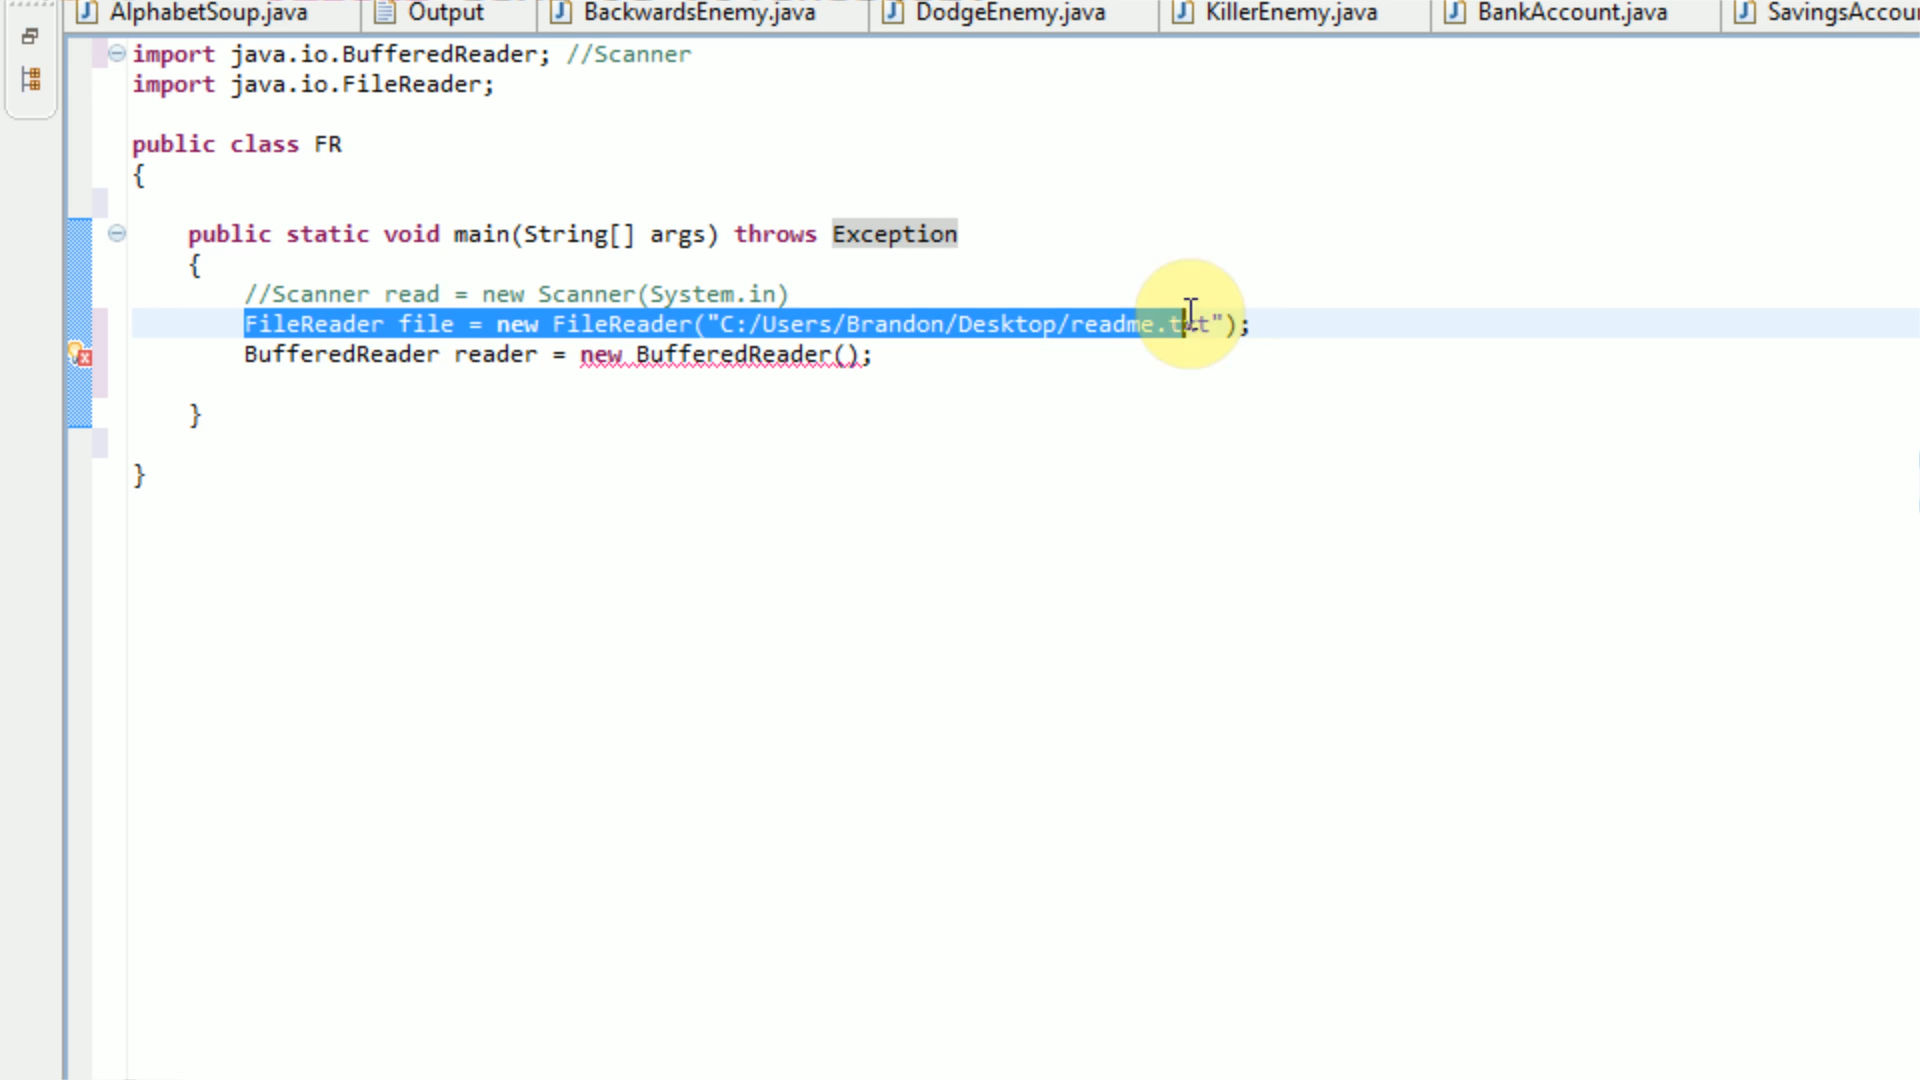 AlphabetSoup.java Output BackwardsEnemy.java DodgeEnemy.java KillerEnemy.java BankAccount.java
import java.io.BufferedReader; //Scanner
import java.io.FileReader;
public class FR
{
public static void main(String[] args) throws Exception
{
//Scanner read = new Scanner(System.in)
FileReader file = new FileReader("C:/Users/Brandon/Desktop/readme.txt");
BufferedReader reader = new BufferedReader();
}
}